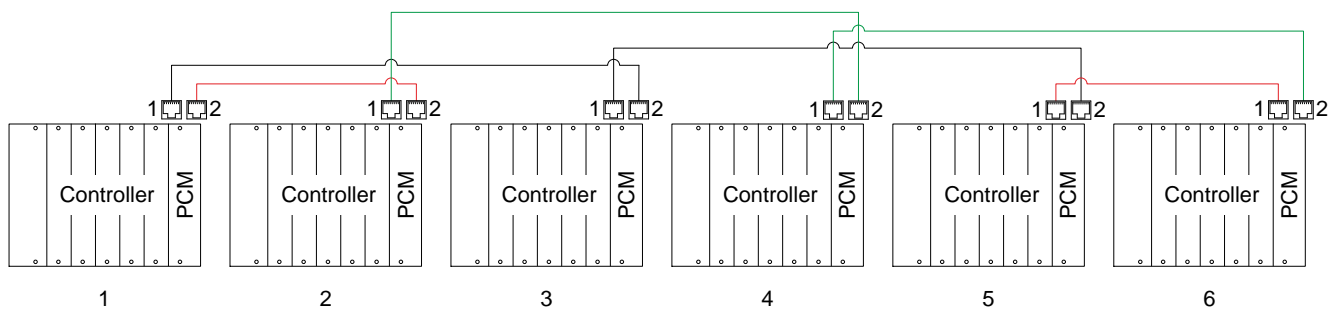 1 2 1 2 1 2 1 2 1 2 1 2
Controller PCM Controller PCM Controller PCM Controller PCM Controller PCM Controller PCM
1 2 3 4 5 6